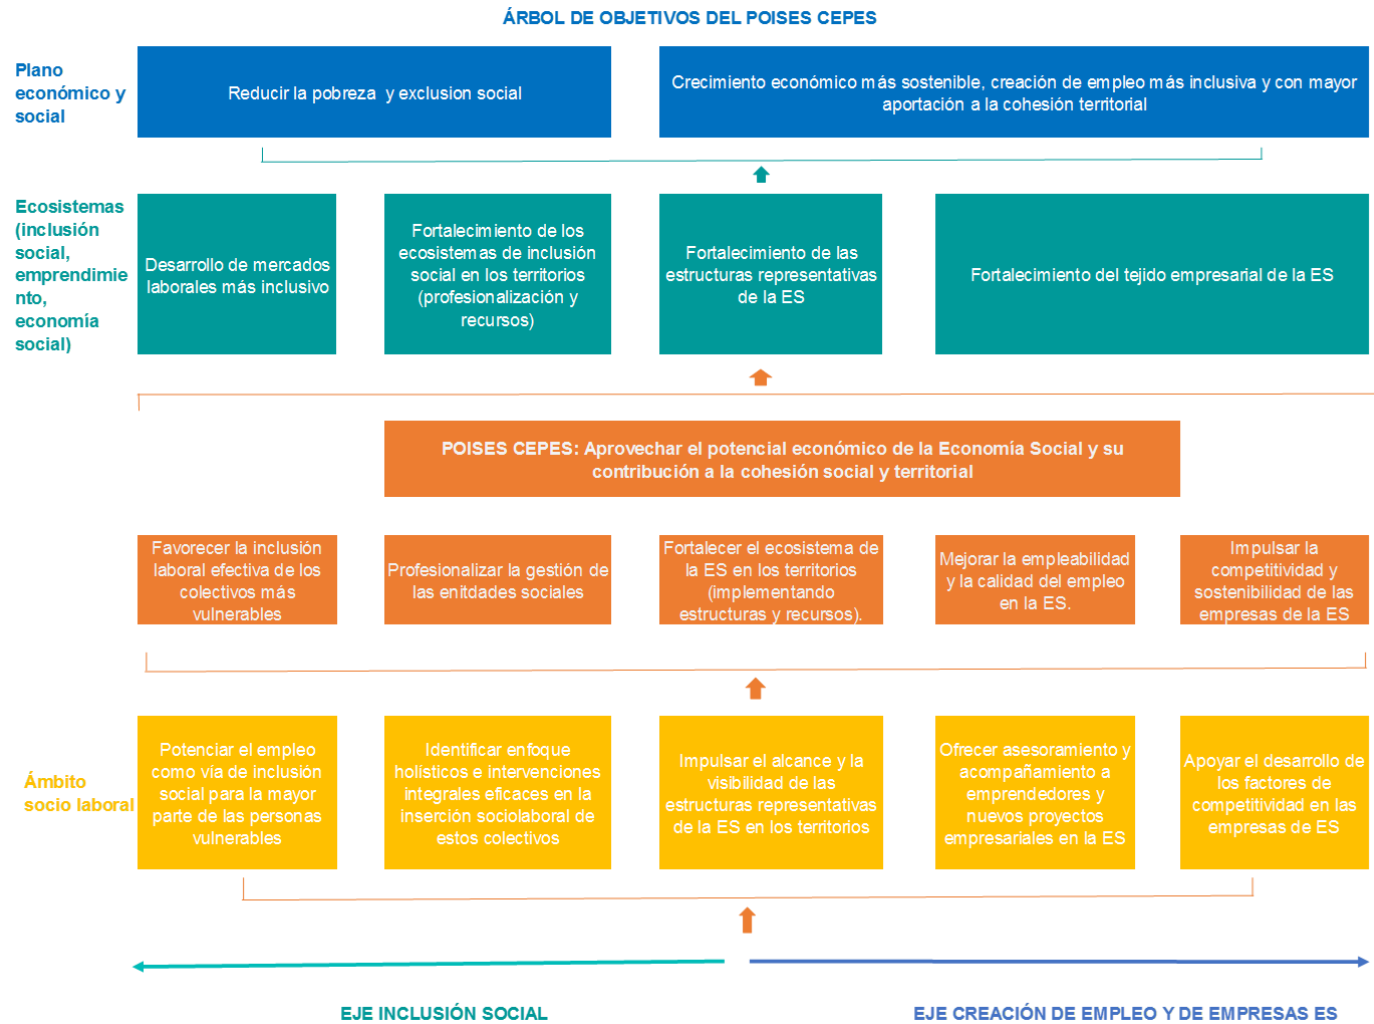 ÁRBOL DE OBJETIVOS DEL POISES CEPES
Plano
económico y
social
Reducir la pobreza y exclusion social
Crecimiento económico más sostenible, creación de empleo más inclusiva y con mayor
aportación a la cohesión territorial
Ecosistemas
(inclusión
social,
emprendimie
nto,
economía
social)
Desarrollo de mercados
laborales más inclusivo
Fortalecimiento de los
ecosistemas de inclusión
social en los territorios
(profesionalización y
recursos)
Fortalecimiento de las
estructuras representativas
de la ES
Fortalecimiento del tejido empresarial de la ES
POISES CEPES: Aprovechar el potencial económico de la Economía Social y su
contribución a la cohesión social y territorial
Favorecer la inclusión
laboral efectiva de los
colectivos más
vulnerables
Profesionalizar la gestión de
las enitdades sociales
Fortalecer el ecosistema de
la ES en los territorios
(implementando
estructuras y recursos).
Mejorar la empleabilidad
y la calidad del empleo
en la ES.
Impulsar la
competitividad y
sostenibilidad de las
empresas de la ES
Ámbito
socio laboral
Potenciar el empleo
como vía de inclusión
social para la mayor
parte de las personas
vulnerables
Identificar enfoque
holísticos e intervenciones
integrales eficaces en la
inserción sociolaboral de
estos colectivos
Impulsar el alcance y la
visibilidad de las
estructuras representativas
de la ES en los territorios
Ofrecer asesoramiento y
acompañamiento a
emprendedores y
nuevos proyectos
empresariales en la ES
Apoyar el desarrollo de
los factores de
competitividad en las
empresas de ES
EJE INCLUSIÓN SOCIAL
EJE CREACIÓN DE EMPLEO Y DE EMPRESAS ES